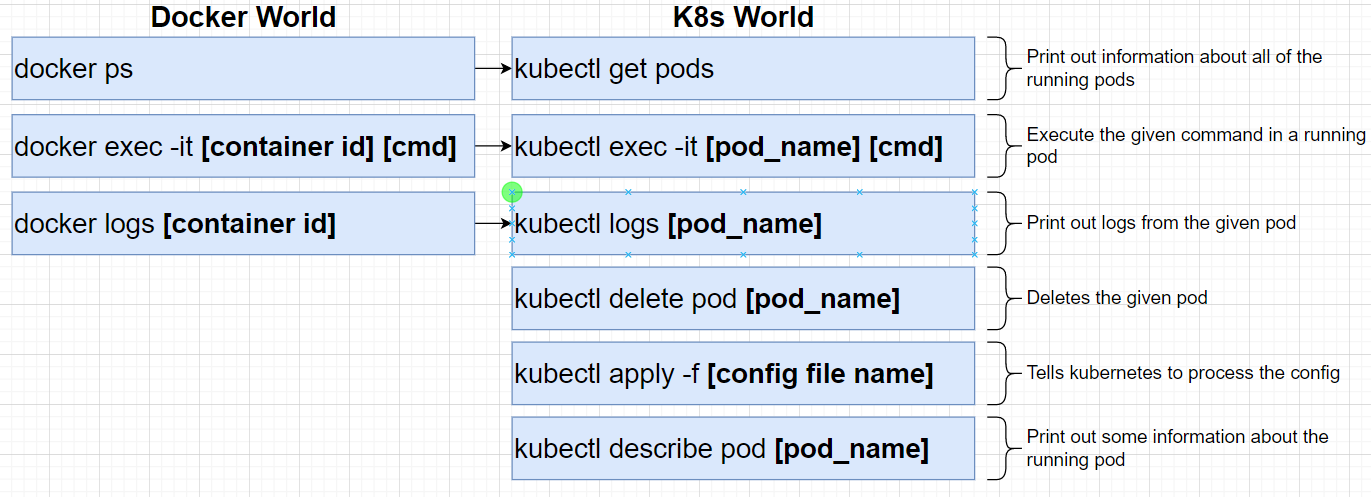 Docker World
K8s World
docker ps
kubectl get pods
Print out information about all of the
running pods
docker exec -it [container id] [cmd]
kubectl exec -it [pod_name] [cmd]
Execute the given command in a running
pod
docker logs [container id]
kubectl logs [pod_name]
Print out logs from the given pod
kubectl delete pod [pod_name]
Deletes the given pod
kubectl apply -f [config file name]
Tells kubernetes to process the config
kubectl describe pod [pod_name]
Print out some information about the
running pod